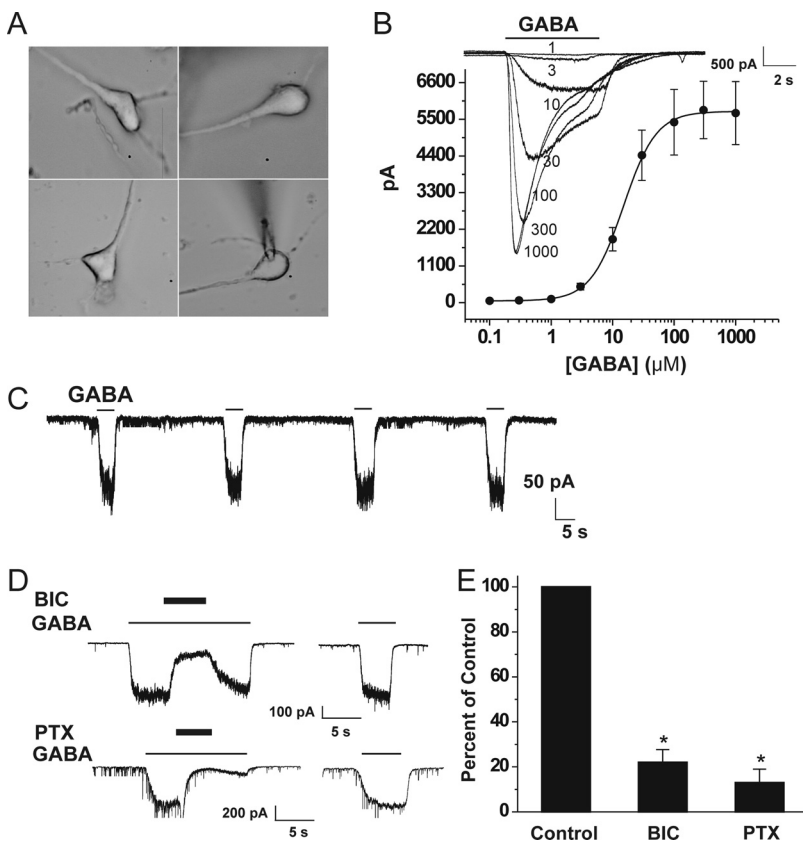 A
B
GABA
1
3
10
30
100
300
1000
500 pA
2 s
6600
5500
4400
3300
2200
1100
0
pA
0.1
1
10
100
1000
[GABA] (µM)
C
GABA
50 pA
5 s
D
BIC
GABA
100 pA
5 s
PTX
GABA
200 pA
5 s
E
100
80
60
40
20
0
Percent of Control
*
*
Control
BIC
PTX